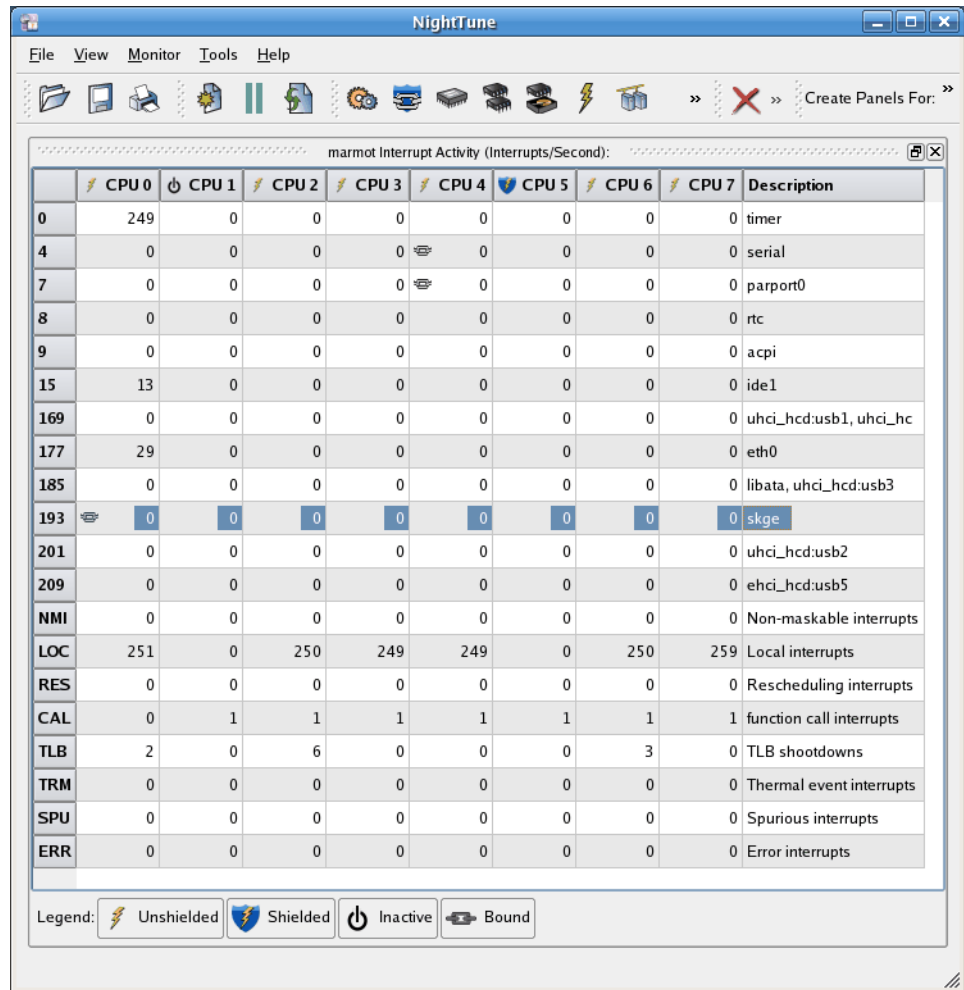 NightTune
File View Monitor Tools Help
» » Create Panels For: »
marmot Interrupt Activity (Interrupts/Second):
CPU 0 CPU 1 CPU 2 CPU 3 CPU 4 CPU 5 CPU 6 CPU 7 Description
0 249 0 0 0 0 0 0 0 timer
4 0 0 0 0 0 0 0 0 serial
7 0 0 0 0 0 0 0 0 parport0
8 0 0 0 0 0 0 0 0 rtc
9 0 0 0 0 0 0 0 0 acpi
15 13 0 0 0 0 0 0 0 ide1
169 0 0 0 0 0 0 0 0 uhci_hcd:usb1, uhci_hc
177 29 0 0 0 0 0 0 0 eth0
185 0 0 0 0 0 0 0 0 libata, uhci_hcd:usb3
193 0 0 0 0 0 0 0 0 skge
201 0 0 0 0 0 0 0 0 uhci_hcd:usb2
209 0 0 0 0 0 0 0 0 ehci_hcd:usb5
NMI 0 0 0 0 0 0 0 0 Non-maskable interrupts
LOC 251 0 250 249 249 0 250 259 Local interrupts
RES 0 0 0 0 0 0 0 0 Rescheduling interrupts
CAL 0 1 1 1 1 1 1 1 function call interrupts
TLB 2 0 6 0 0 0 3 0 TLB shootdowns
TRM 0 0 0 0 0 0 0 0 Thermal event interrupts
SPU 0 0 0 0 0 0 0 0 Spurious interrupts
ERR 0 0 0 0 0 0 0 0 Error interrupts
Legend: Unshielded Shielded Inactive Bound